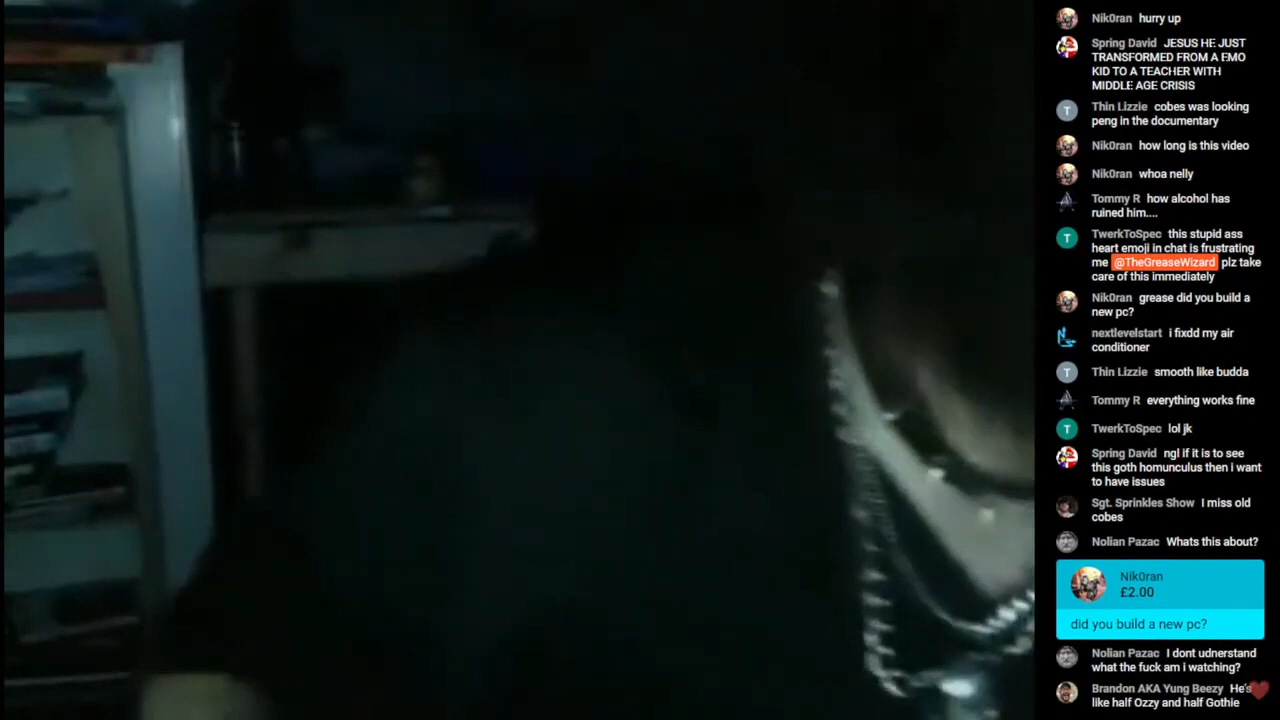 Nik0ran hurry up
Spring David JESUS HE JUST
TRANSFORMED FROM A EMO
KID TO A TEACHER WITH
MIDDLE AGE CRISIS
T Thin Lizzie cobes was looking
peng in the documentary
Nik0ran how long is this video
Nik0ran whoa nelly
Tommy R how alcohol has
ruined him....
T TwerkToSpec this stupid ass
heart emoji in chat is frustrating
me @TheGreaseWizard plz take
care of this immediately
Nik0ran grease did you build a
new pc?
nextlevelstart i fixdd my air
conditioner
T Thin Lizzie smooth like budda
Tommy R everything works fine
T TwerkToSpec lol jk
Spring David ngl if it is to see
this goth homunculus then i want
to have issues
Sgt. Sprinkles Show I miss old
cobes
Nolian Pazac Whats this about?
Nik0ran
£2.00
did you build a new pc?
Nolian Pazac I dont udnerstand
what the fuck am i watching?
Brandon AKA Yung Beezy He's
like half Ozzy and half Gothie